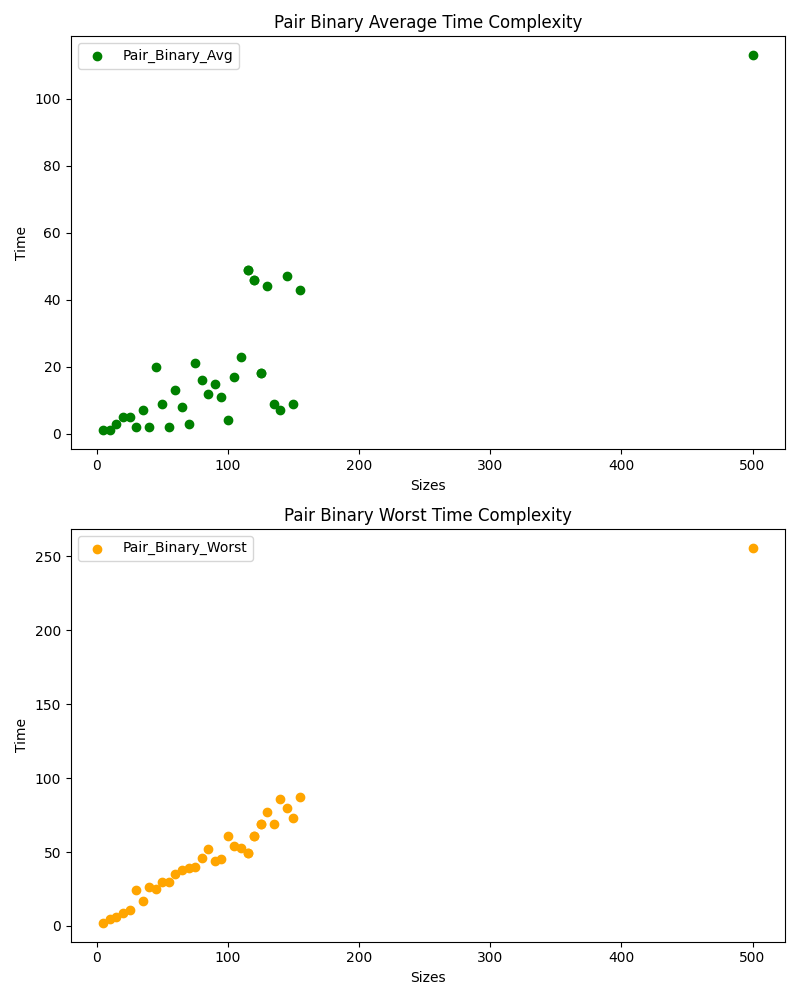 Pair Binary Average Time Complexity
Pair_Binary_Avg
100
80
60
40
20
0
Time
0 100 200 300 400 500
Sizes
Pair Binary Worst Time Complexity
Pair_Binary_Worst
250
200
150
100
50
0
Time
0 100 200 300 400 500
Sizes